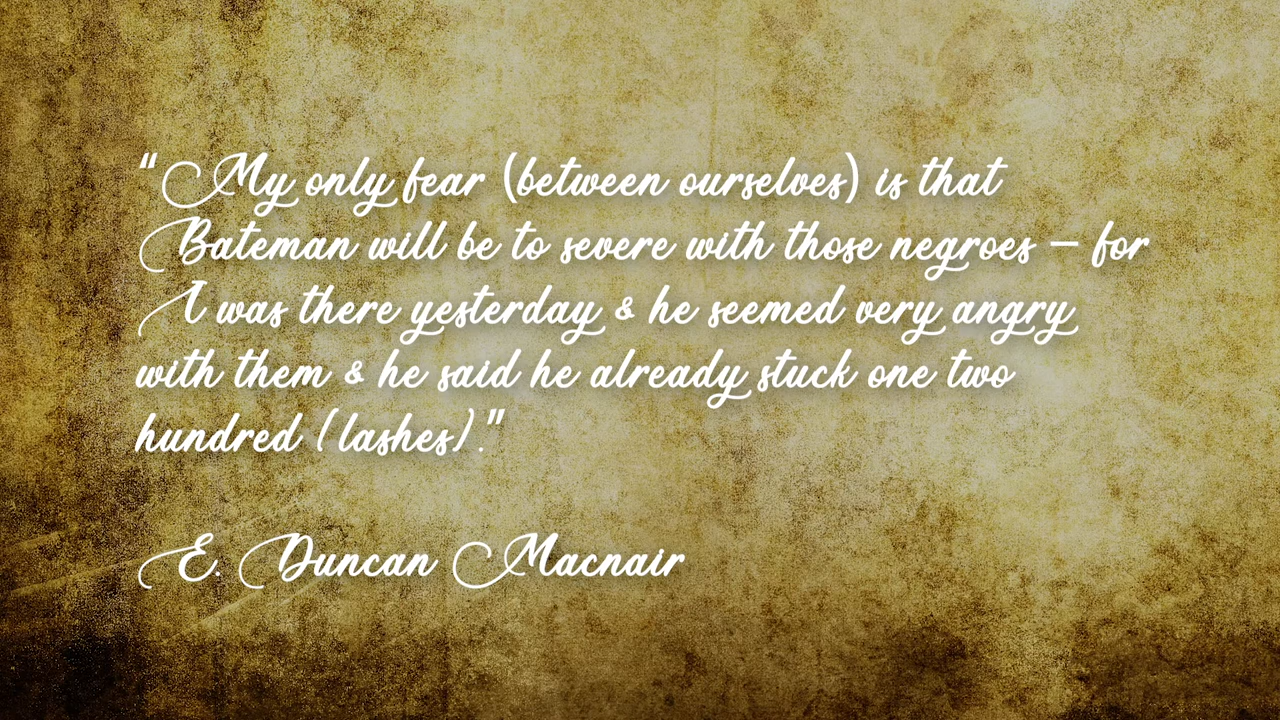 "My only fear (between ourselves) is that
Bateman will be to severe with those negroes – for
I was there yesterday & he seemed very angry
with them & he said he already stuck one two
hundred (lashes)."
E. Duncan Macnair